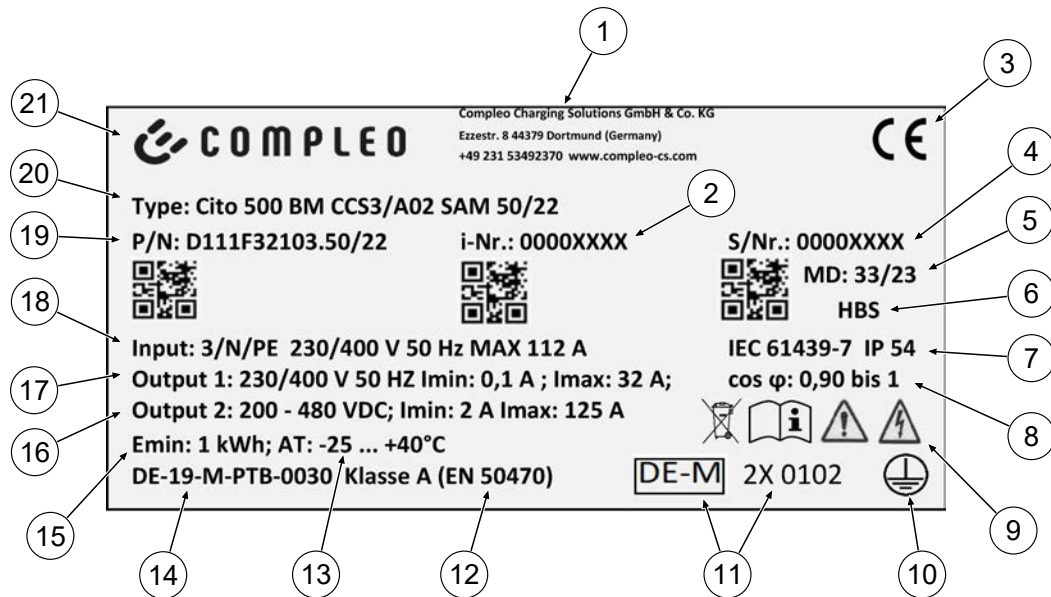 1
3
21
Compleo Charging Solutions GmbH & Co. KG
COMPLEO
Ezzestr. 8 44379 Dortmund (Germany)
+49 231 53492370 www.compleo-cs.com
CE
20
2
4
Type: Cito 500 BM CCS3/A02 SAM 50/22
19
P/N: D111F32103.50/22
i-Nr.: 0000XXXX
S/Nr.: 0000XXXX
5
MD: 33/23
18
HBS
6
Input: 3/N/PE 230/400 V 50 Hz MAX 112 A
IEC 61439-7 IP 54
7
17
Output 1: 230/400 V 50 HZ Imin: 0,1 A ; Imax: 32 A;
cos φ: 0,90 bis 1
16
Output 2: 200 - 480 VDC; Imin: 2 A Imax: 125 A
8
Emin: 1 kWh; AT: -25 ... +40°C
DE-19-M-PTB-0030 Klasse A (EN 50470)
DE-M
2X 0102
15
9
14
13
12
11
10